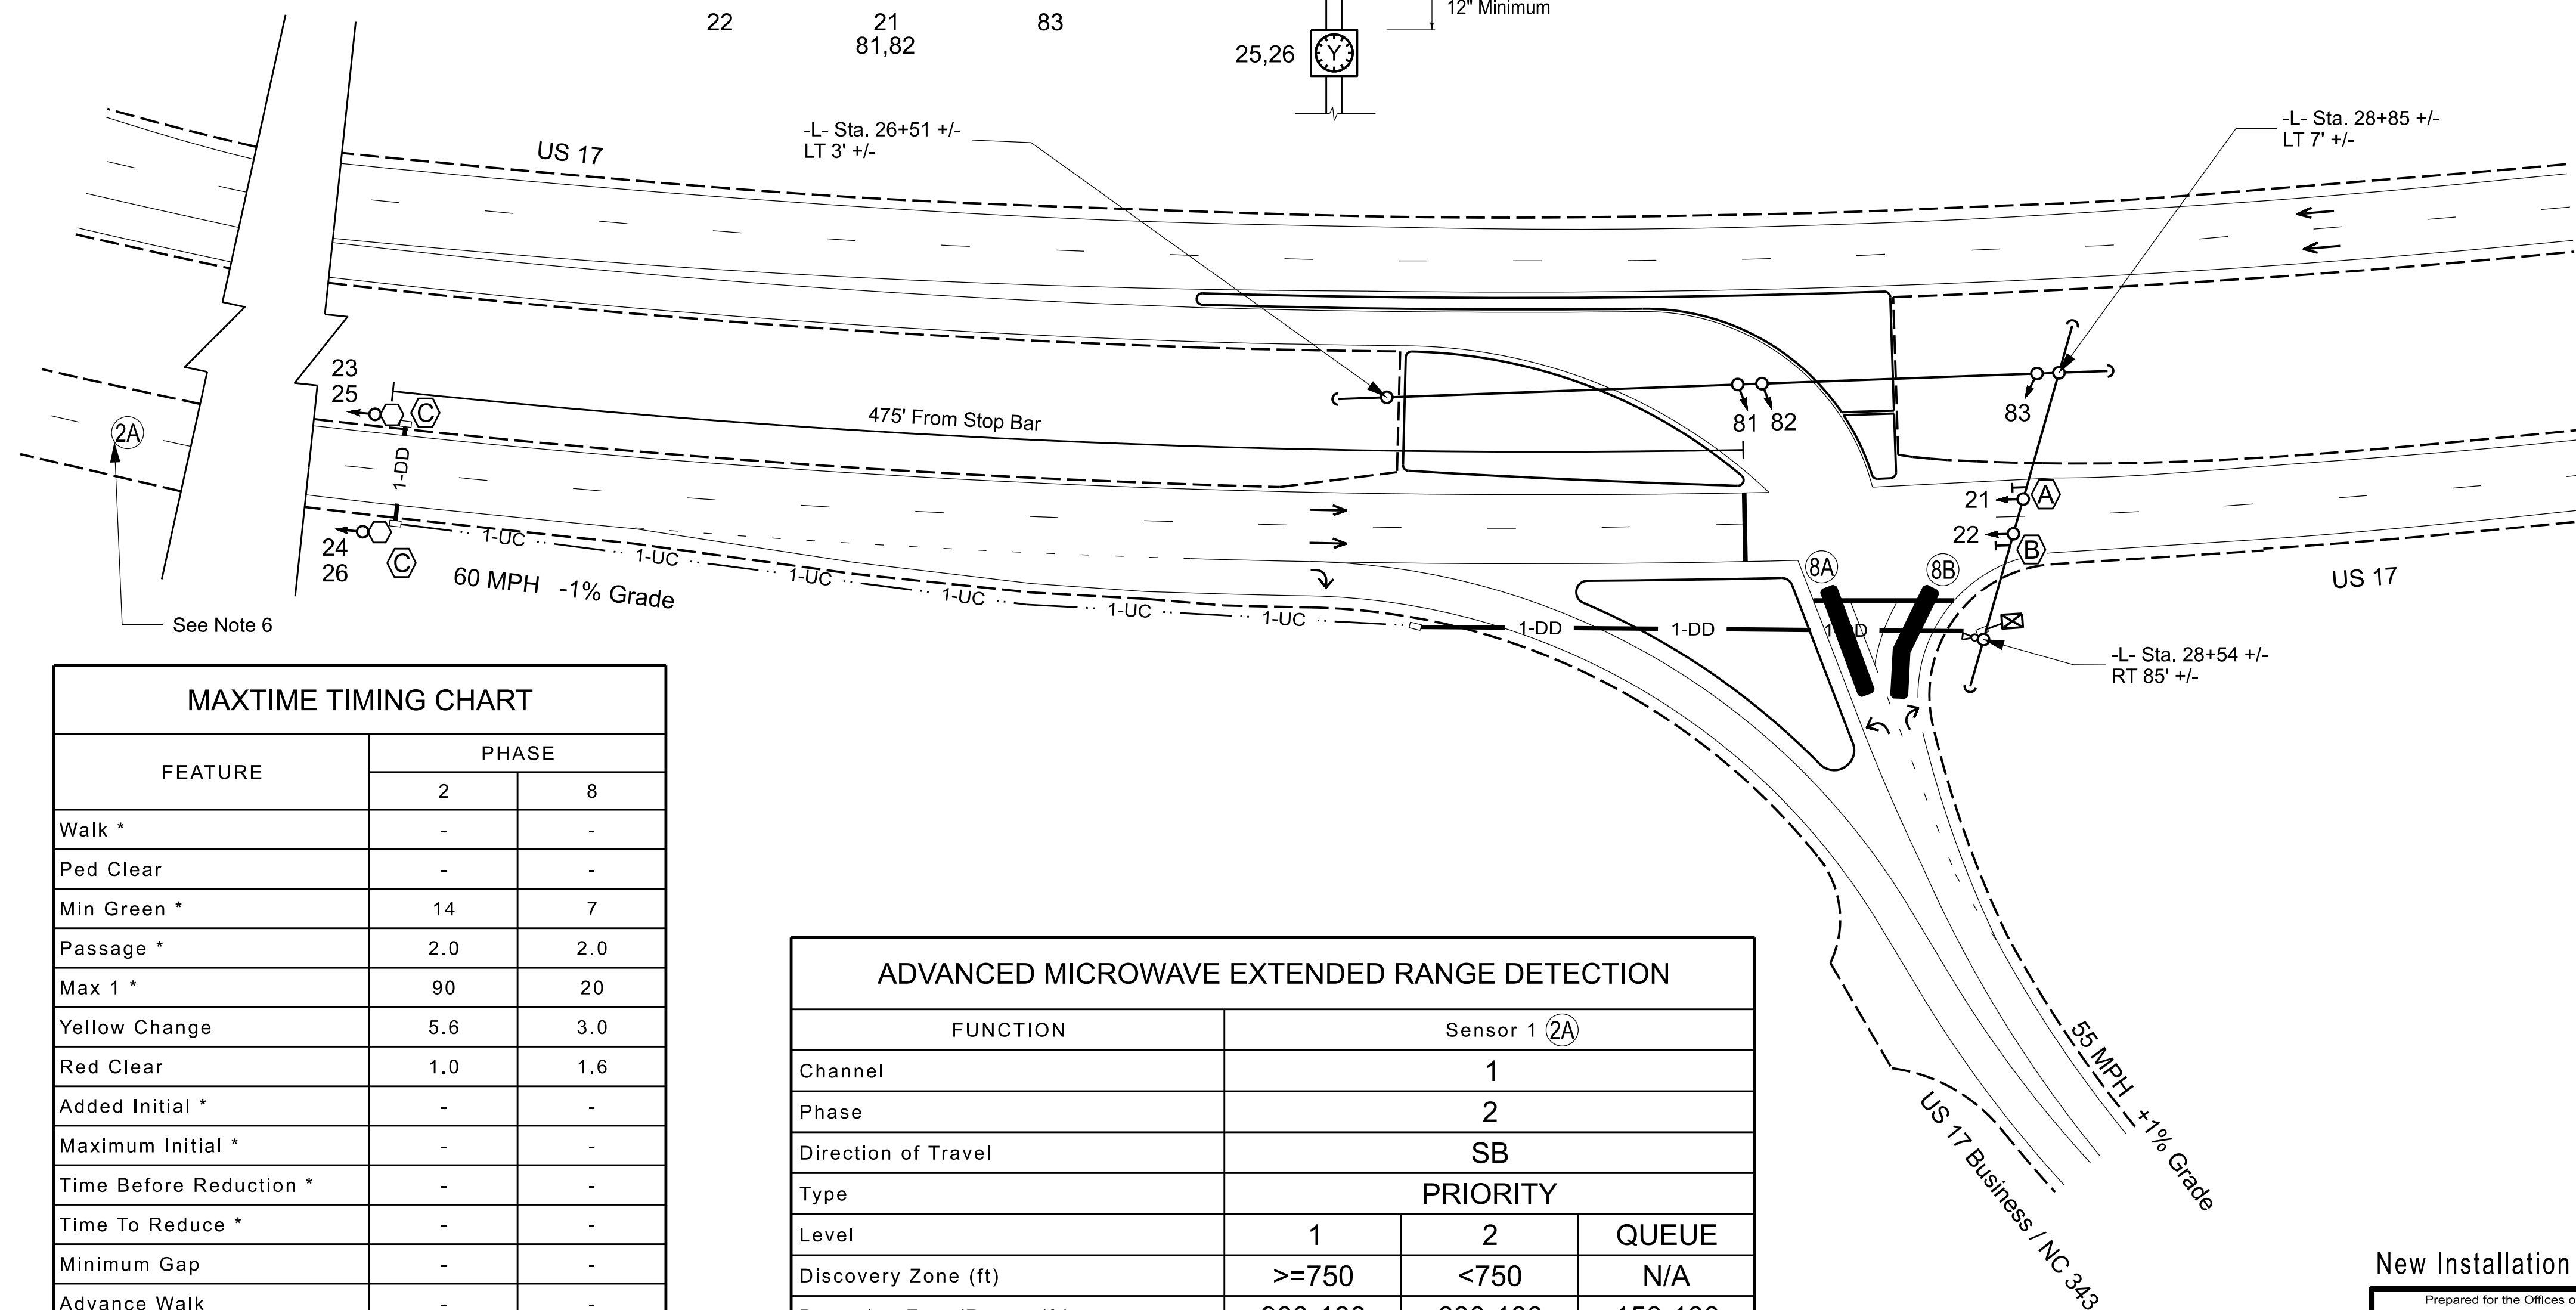 12" Minimum
22 21 83
81,82
25,26 Y
-L- Sta. 26+51 +/-
LT 3' +/-
-L- Sta. 28+85 +/-
LT 7' +/-
US 17
23
25
C
2A
475' From Stop Bar
81 82
83
1-DD
21 A
22 B
24
26
C
1-UC
1-UC
1-UC
1-UC
1-UC
1-UC
60 MPH -1% Grade
See Note 6
8A
8B
US 17
1-DD
1-DD
-L- Sta. 28+54 +/-
RT 85' +/-
MAXTIME TIMING CHART
FEATURE PHASE
2 8
Walk * - -
Ped Clear - -
Min Green * 14 7
Passage * 2.0 2.0
Max 1 * 90 20
Yellow Change 5.6 3.0
Red Clear 1.0 1.6
Added Initial * - -
Maximum Initial * - -
Time Before Reduction * - -
Time To Reduce * - -
Minimum Gap - -
Advance Walk - -
ADVANCED MICROWAVE EXTENDED RANGE DETECTION
FUNCTION Sensor 1 2A
Channel 1
Phase 2
Direction of Travel SB
Type PRIORITY
Level 1 2 QUEUE
Discovery Zone (ft) >=750 <750 N/A
55 MPH +1% Grade
US 17 Business / NC 343
New Installation
Prepared for the Offices o